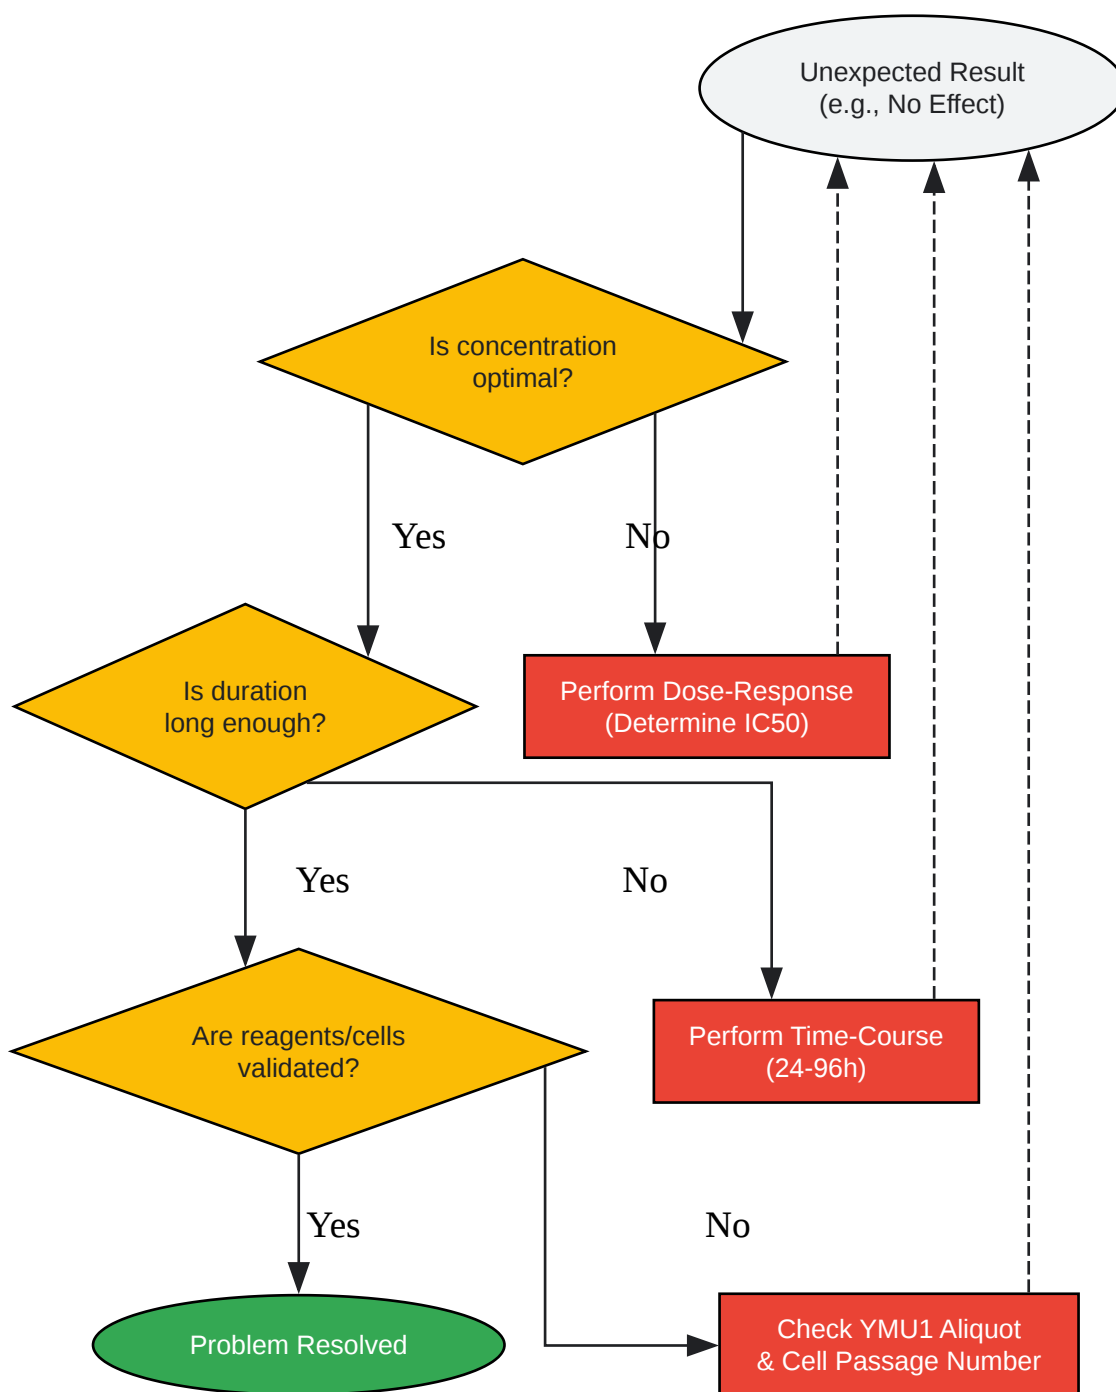 Unexpected Result
(e.g., No Effect)
Is concentration
optimal?
Yes
No
Is duration
long enough?
Perform Dose-Response
(Determine IC50)
Yes
No
Are reagents/cells
validated?
Perform Time-Course
(24-96h)
Yes
No
Problem Resolved
Check YMU1 Aliquot
& Cell Passage Number